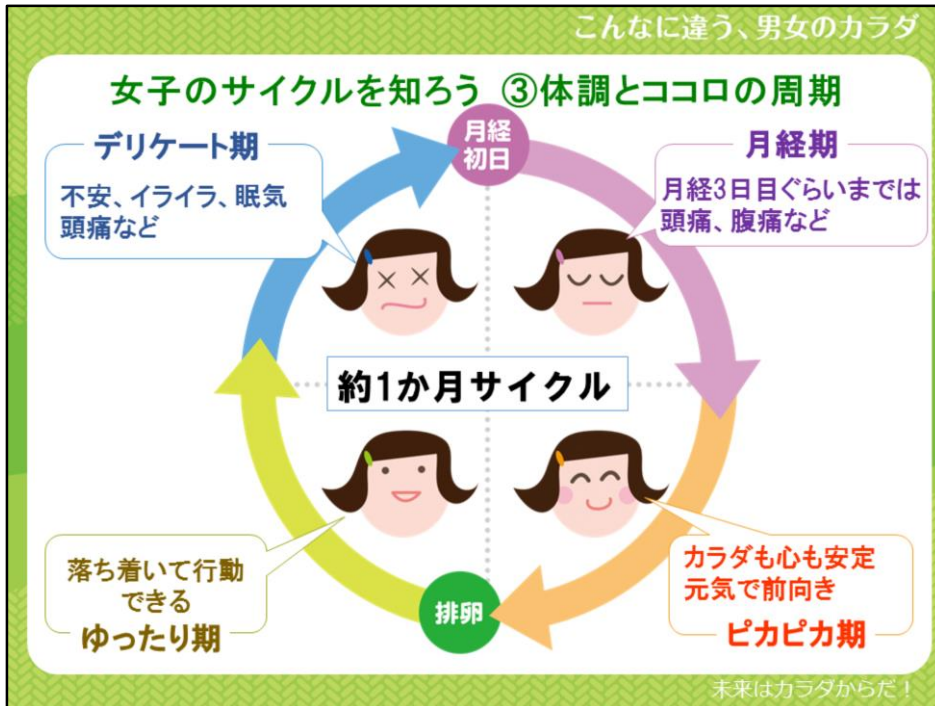 こんなに違う、男女のカラダ
女子のサイクルを知ろう ③体調とココロの周期
月経
初日
デリケート期
不安、イライラ、眠気
頭痛など
月経期
月経3日目ぐらいまでは
頭痛、腹痛など
約1か月サイクル
落ち着いて行動
できる
ゆったり期
排卵
カラダも心も安定
元気で前向き
ピカピカ期
未来はカラダからだ!